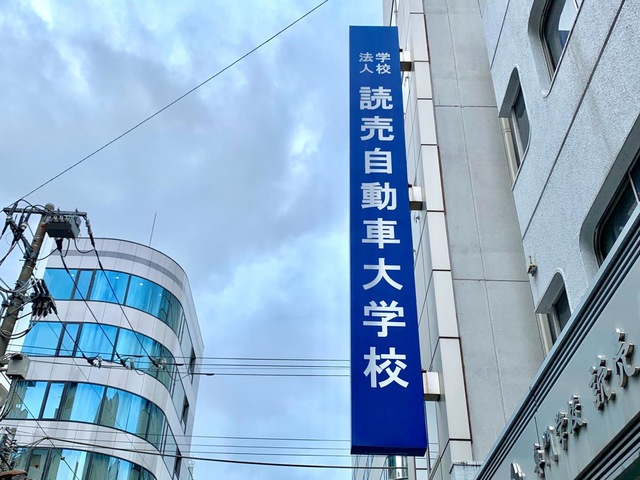 学校
法人
読売自動車大学校